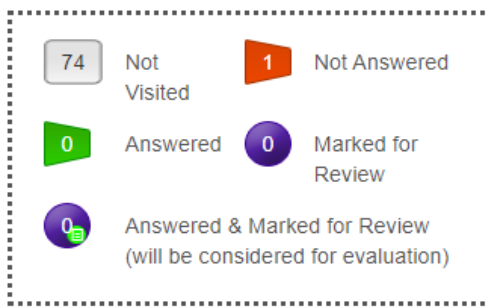 74 Not Visited
1 Not Answered
0 Answered
0 Marked for Review
0 Answered & Marked for Review
(will be considered for evaluation)